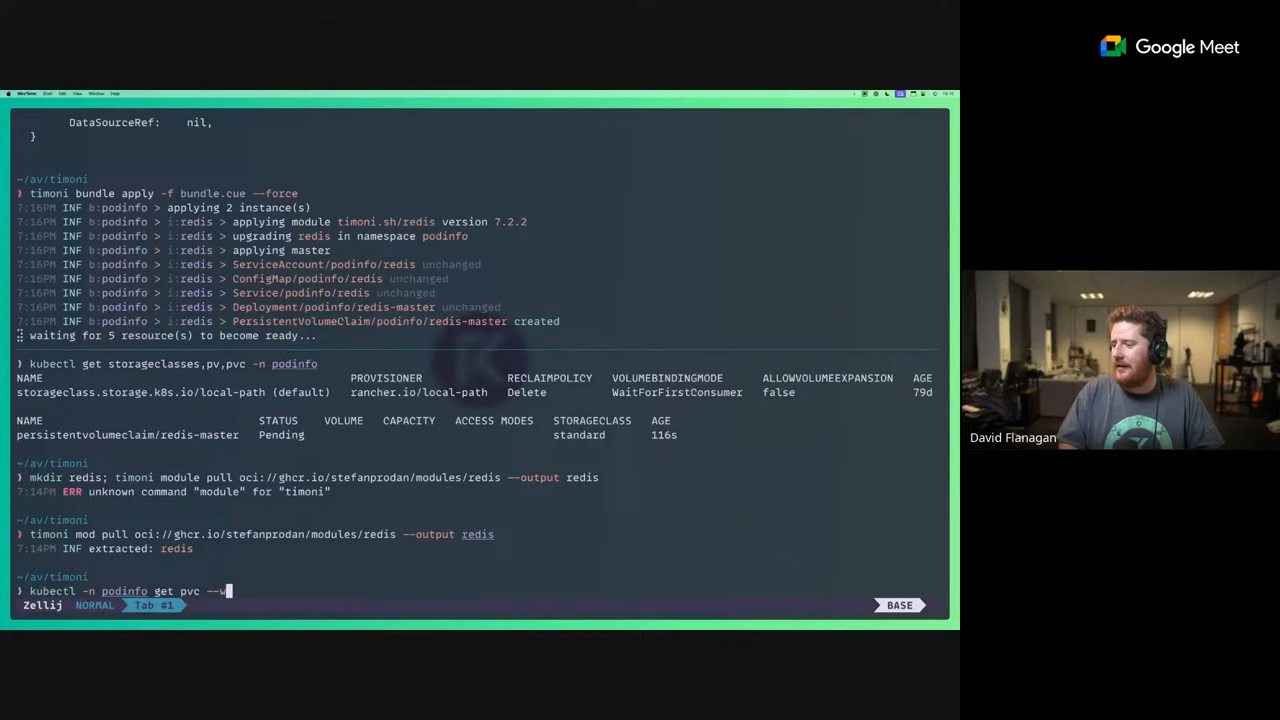 Google Meet
WezTerm Shell Edit View Window Help
DataSourceRef: nil,
}
~/av/timoni
❯ timoni bundle apply -f bundle.cue --force
7:16PM INF b:podinfo > applying 2 instance(s)
7:16PM INF b:podinfo > i:redis > applying module timoni.sh/redis version 7.2.2
7:16PM INF b:podinfo > i:redis > upgrading redis in namespace podinfo
7:16PM INF b:podinfo > i:redis > applying master
7:16PM INF b:podinfo > i:redis > ServiceAccount/podinfo/redis unchanged
7:16PM INF b:podinfo > i:redis > ConfigMap/podinfo/redis unchanged
7:16PM INF b:podinfo > i:redis > Service/podinfo/redis unchanged
7:16PM INF b:podinfo > i:redis > Deployment/podinfo/redis-master unchanged
7:16PM INF b:podinfo > i:redis > PersistentVolumeClaim/podinfo/redis-master created
⣽ waiting for 5 resource(s) to become ready...
❯ kubectl get storageclasses,pv,pvc -n podinfo
NAME PROVISIONER RECLAIMPOLICY VOLUMEBINDINGMODE ALLOWVOLUMEEXPANSION AGE
storageclass.storage.k8s.io/local-path (default) rancher.io/local-path Delete WaitForFirstConsumer false 79d
NAME STATUS VOLUME CAPACITY ACCESS MODES STORAGECLASS AGE
persistentvolumeclaim/redis-master Pending standard 116s
~/av/timoni
❯ mkdir redis; timoni module pull oci://ghcr.io/stefanprodan/modules/redis --output redis
7:14PM ERR unknown command "module" for "timoni"
~/av/timoni
❯ timoni mod pull oci://ghcr.io/stefanprodan/modules/redis --output redis
7:14PM INF extracted: redis
~/av/timoni
❯ kubectl -n podinfo get pvc --w
Zellij NORMAL Tab #1 BASE
David Flanagan